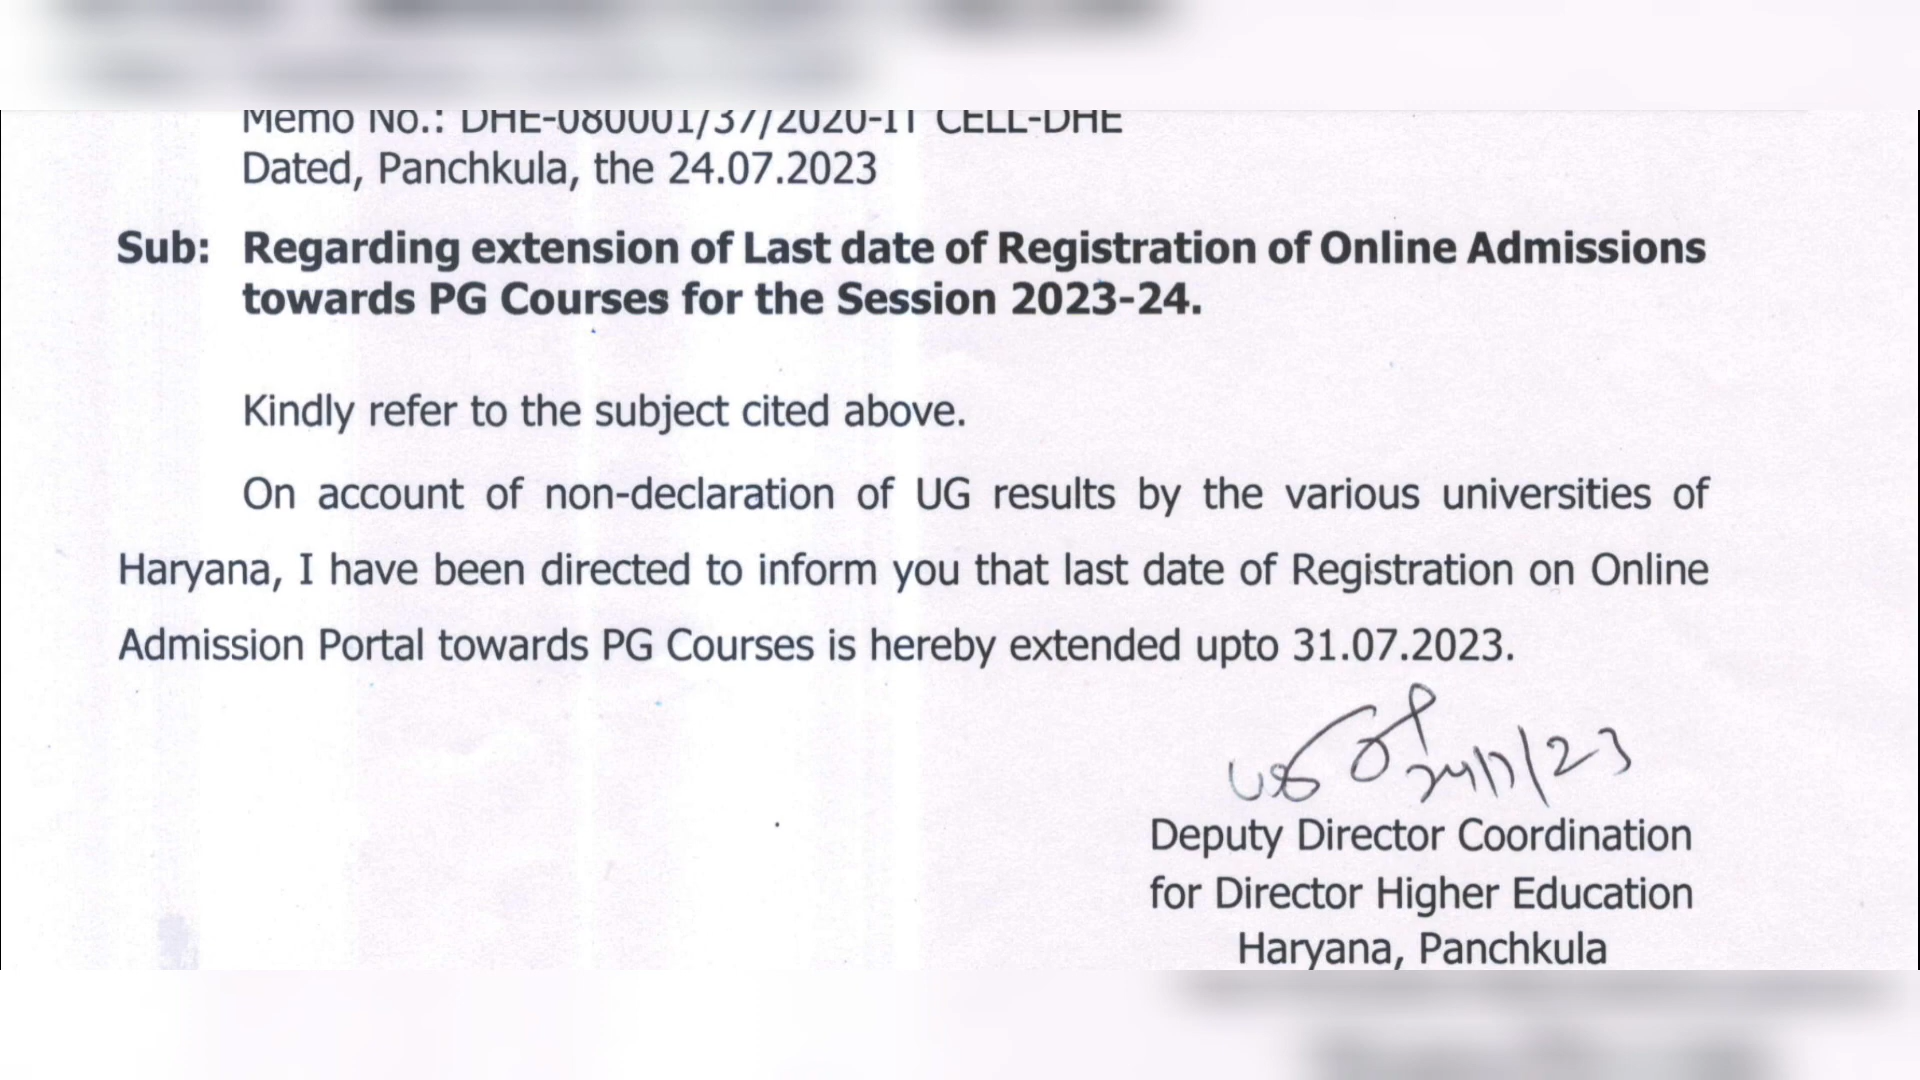 Memo No.: DHE-080001/37/2020-IT CELL-DHE
Dated, Panchkula, the 24.07.2023
Sub: Regarding extension of Last date of Registration of Online Admissions
towards PG Courses for the Session 2023-24.
Kindly refer to the subject cited above.
On account of non-declaration of UG results by the various universities of
Haryana, I have been directed to inform you that last date of Registration on Online
Admission Portal towards PG Courses is hereby extended upto 31.07.2023.
24/7/23
Deputy Director Coordination
for Director Higher Education
Haryana, Panchkula